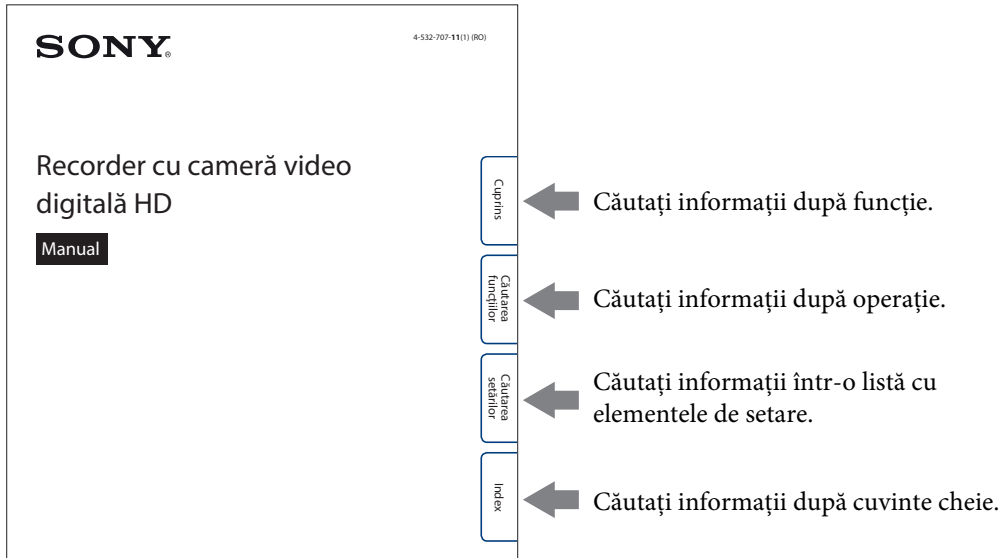 SONY®
4-532-707-11(1) (RO)
Recorder cu cameră video
digitală HD
Manual
Cuprins
Căutați informații după funcție.
Căutarea
funcțiilor
Căutați informații după operație.
Căutarea
setărilor
Căutați informații într-o listă cu
elementele de setare.
Index
Căutați informații după cuvinte cheie.